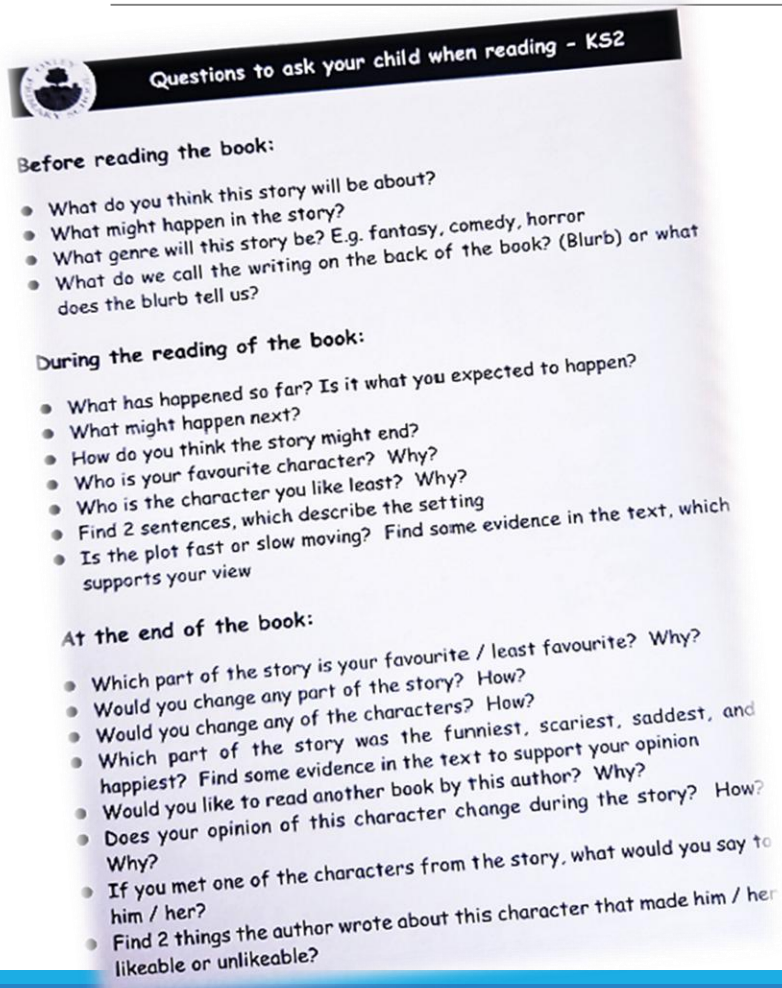 Questions to ask your child when reading - KS2
Before reading the book:
What do you think this story will be about?
What might happen in the story?
What genre will this story be? E.g. fantasy, comedy, horror
What do we call the writing on the back of the book? (Blurb) or what
does the blurb tell us?
During the reading of the book:
What has happened so far? Is it what you expected to happen?
What might happen next?
How do you think the story might end?
Who is your favourite character? Why?
Who is the character you like least? Why?
Find 2 sentences, which describe the setting
Is the plot fast or slow moving? Find some evidence in the text, which
supports your view
At the end of the book:
Which part of the story is your favourite / least favourite? Why?
Would you change any part of the story? How?
Would you change any of the characters? How?
Which part of the story was the funniest, scariest, saddest, and
happiest? Find some evidence in the text to support your opinion
Would you like to read another book by this author? Why?
Does your opinion of this character change during the story? How?
Why?
If you met one of the characters from the story, what would you say to
him / her?
Find 2 things the author wrote about this character that made him / her
likeable or unlikeable?